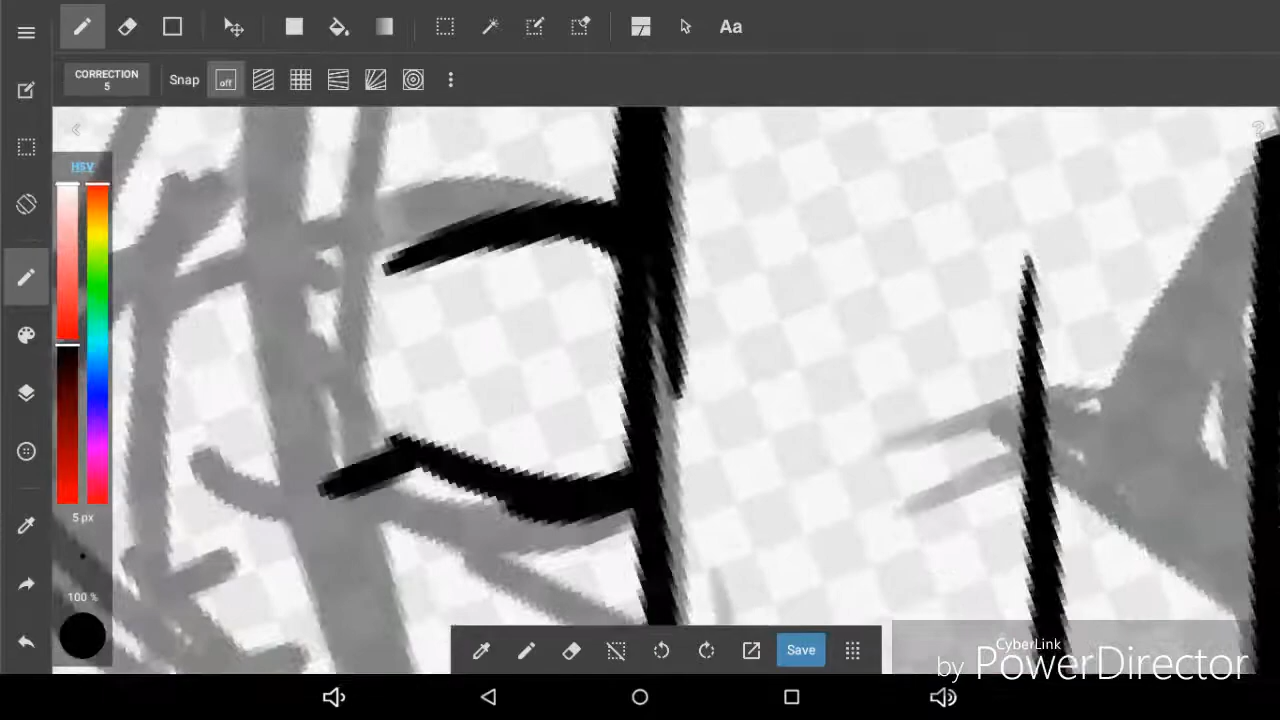 Aa
CORRECTION
5
Snap
off
?
HSV
5 px
100 %
Save
CyberLink
by PowerDirector